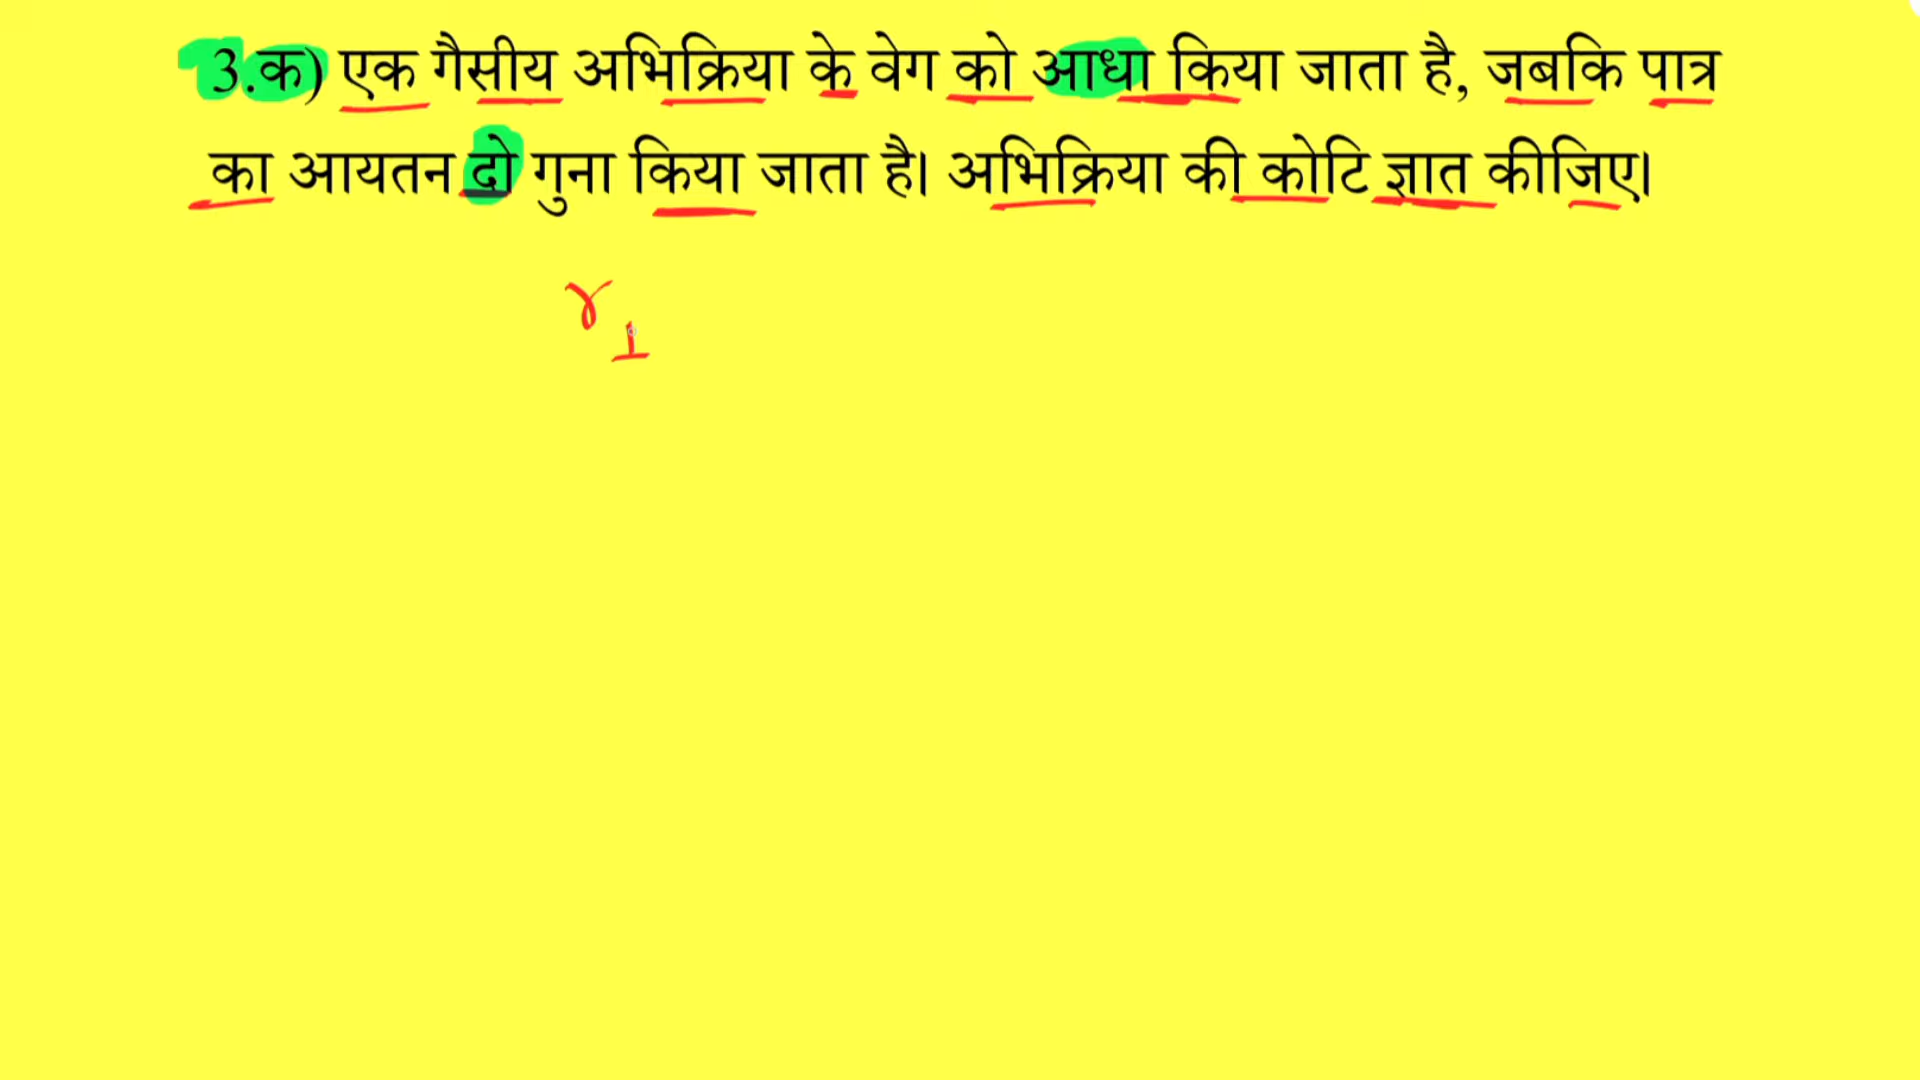 3.क) एक गैसीय अभिक्रिया के वेग को आधा किया जाता है, जबकि पात्र
का आयतन दो गुना किया जाता है। अभिक्रिया की कोटि ज्ञात कीजिए।
r1